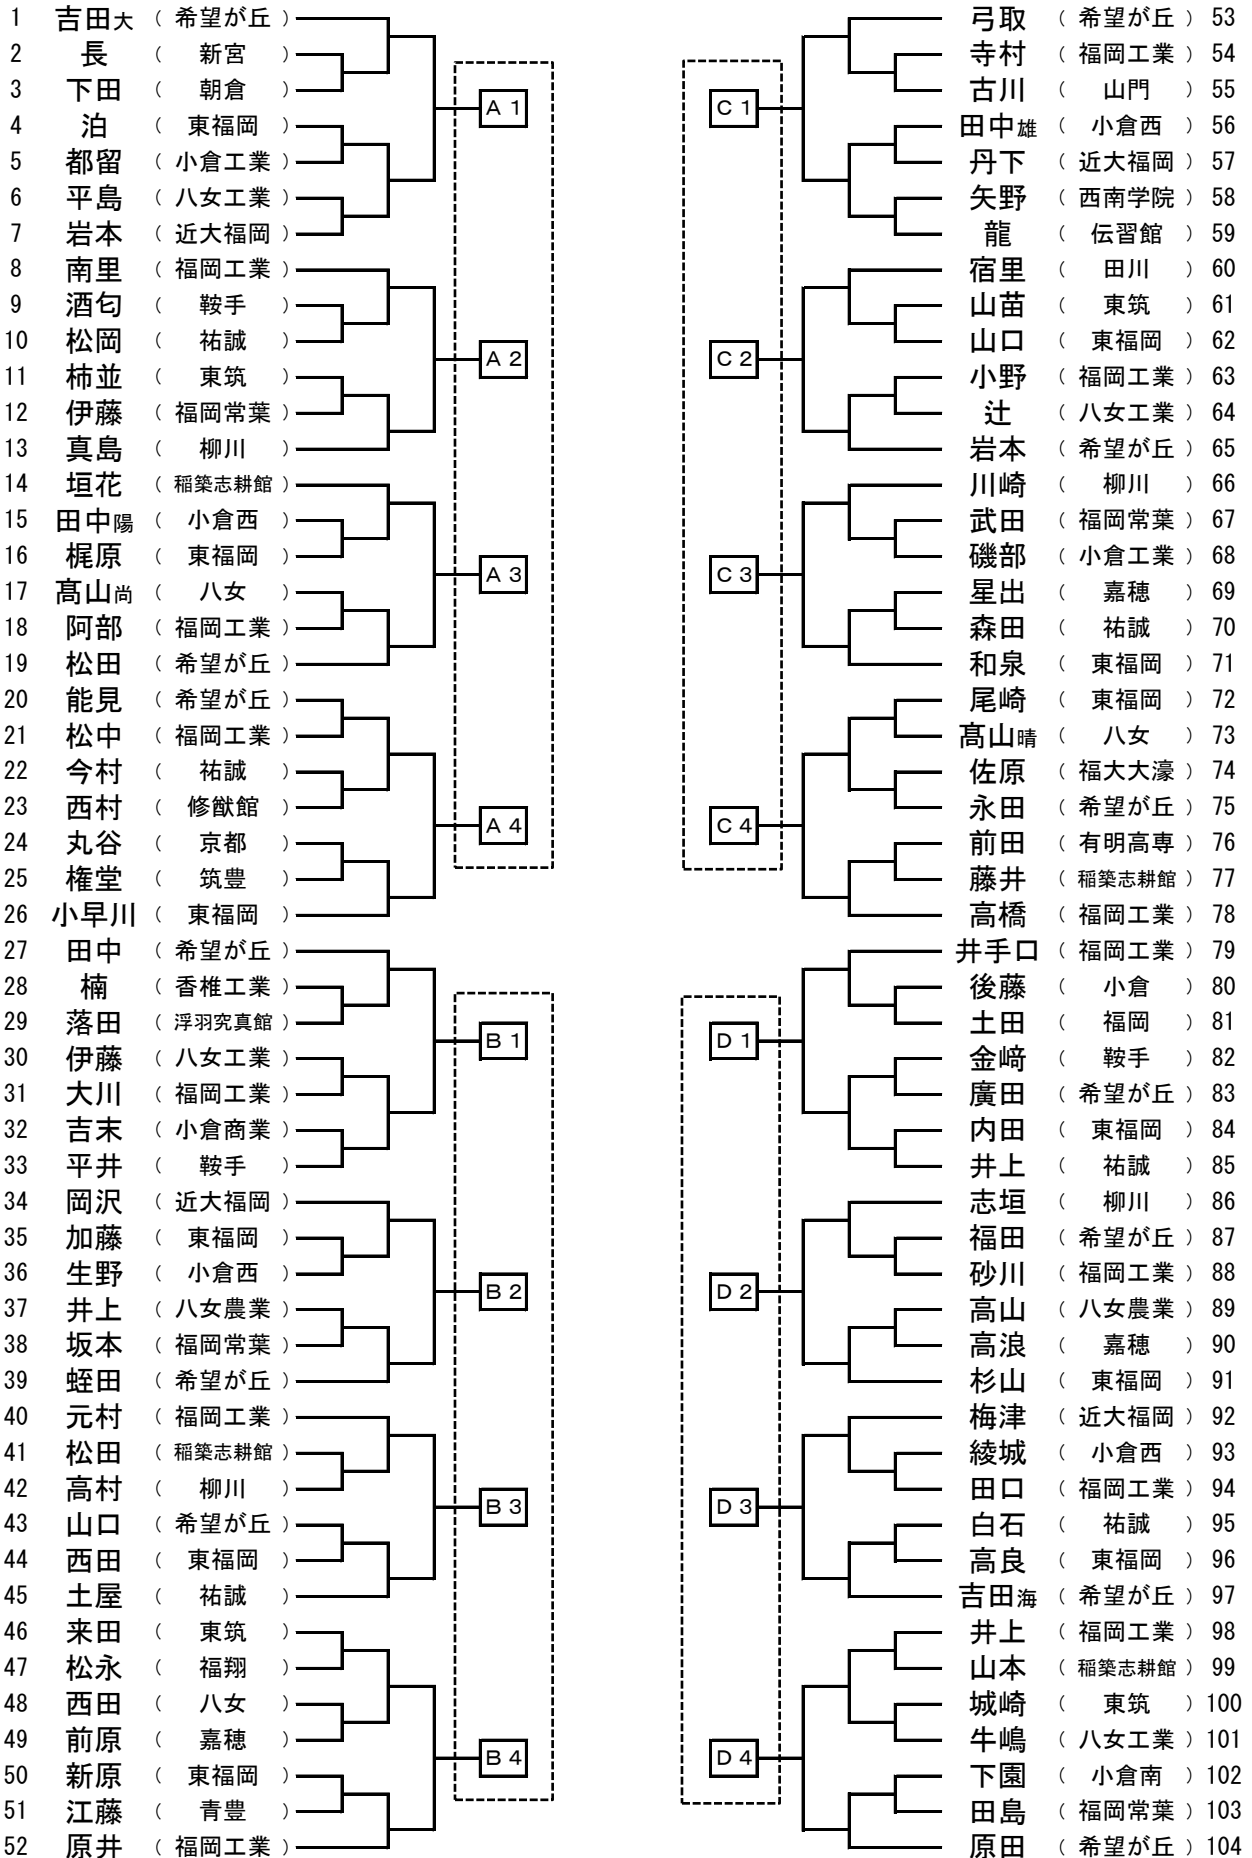 1 吉田大 （ 希望が丘 ）
2 長 （ 新宮 ）
3 下田 （ 朝倉 ）
4 泊 （ 東福岡 ）
5 都留 （ 小倉工業 ）
6 平島 （ 八女工業 ）
7 岩本 （ 近大福岡 ）
8 南里 （ 福岡工業 ）
9 酒匂 （ 鞍手 ）
10 松岡 （ 祐誠 ）
11 柿並 （ 東筑 ）
12 伊藤 （ 福岡常葉 ）
13 真島 （ 柳川 ）
14 垣花 （ 稲築志耕館 ）
15 田中陽 （ 小倉西 ）
16 梶原 （ 東福岡 ）
17 髙山尚 （ 八女 ）
18 阿部 （ 福岡工業 ）
19 松田 （ 希望が丘 ）
20 能見 （ 希望が丘 ）
21 松中 （ 福岡工業 ）
22 今村 （ 祐誠 ）
23 西村 （ 修猷館 ）
24 丸谷 （ 京都 ）
25 権堂 （ 筑豊 ）
26 小早川 （ 東福岡 ）
27 田中 （ 希望が丘 ）
28 楠 （ 香椎工業 ）
29 落田 （ 浮羽究真館 ）
30 伊藤 （ 八女工業 ）
31 大川 （ 福岡工業 ）
32 吉末 （ 小倉商業 ）
33 平井 （ 鞍手 ）
34 岡沢 （ 近大福岡 ）
35 加藤 （ 東福岡 ）
36 生野 （ 小倉西 ）
37 井上 （ 八女農業 ）
38 坂本 （ 福岡常葉 ）
39 蛭田 （ 希望が丘 ）
40 元村 （ 福岡工業 ）
41 松田 （ 稲築志耕館 ）
42 高村 （ 柳川 ）
43 山口 （ 希望が丘 ）
44 西田 （ 東福岡 ）
45 土屋 （ 祐誠 ）
46 来田 （ 東筑 ）
47 松永 （ 福翔 ）
48 西田 （ 八女 ）
49 前原 （ 嘉穂 ）
50 新原 （ 東福岡 ）
51 江藤 （ 青豊 ）
52 原井 （ 福岡工業 ）
A 1
A 2
A 3
A 4
B 1
B 2
B 3
B 4
C 1
C 2
C 3
C 4
D 1
D 2
D 3
D 4
弓取 （ 希望が丘 ） 53
寺村 （ 福岡工業 ） 54
古川 （ 山門 ） 55
田中雄 （ 小倉西 ） 56
丹下 （ 近大福岡 ） 57
矢野 （ 西南学院 ） 58
龍 （ 伝習館 ） 59
宿里 （ 田川 ） 60
山苗 （ 東筑 ） 61
山口 （ 東福岡 ） 62
小野 （ 福岡工業 ） 63
辻 （ 八女工業 ） 64
岩本 （ 希望が丘 ） 65
川崎 （ 柳川 ） 66
武田 （ 福岡常葉 ） 67
磯部 （ 小倉工業 ） 68
星出 （ 嘉穂 ） 69
森田 （ 祐誠 ） 70
和泉 （ 東福岡 ） 71
尾崎 （ 東福岡 ） 72
髙山晴 （ 八女 ） 73
佐原 （ 福大大濠 ） 74
永田 （ 希望が丘 ） 75
前田 （ 有明高専 ） 76
藤井 （ 稲築志耕館 ） 77
高橋 （ 福岡工業 ） 78
井手口 （ 福岡工業 ） 79
後藤 （ 小倉 ） 80
土田 （ 福岡 ） 81
金﨑 （ 鞍手 ） 82
廣田 （ 希望が丘 ） 83
内田 （ 東福岡 ） 84
井上 （ 祐誠 ） 85
志垣 （ 柳川 ） 86
福田 （ 希望が丘 ） 87
砂川 （ 福岡工業 ） 88
高山 （ 八女農業 ） 89
高浪 （ 嘉穂 ） 90
杉山 （ 東福岡 ） 91
梅津 （ 近大福岡 ） 92
綾城 （ 小倉西 ） 93
田口 （ 福岡工業 ） 94
白石 （ 祐誠 ） 95
高良 （ 東福岡 ） 96
吉田海 （ 希望が丘 ） 97
井上 （ 福岡工業 ） 98
山本 （ 稲築志耕館 ） 99
城崎 （ 東筑 ） 100
牛嶋 （ 八女工業 ） 101
下園 （ 小倉南 ） 102
田島 （ 福岡常葉 ） 103
原田 （ 希望が丘 ） 104